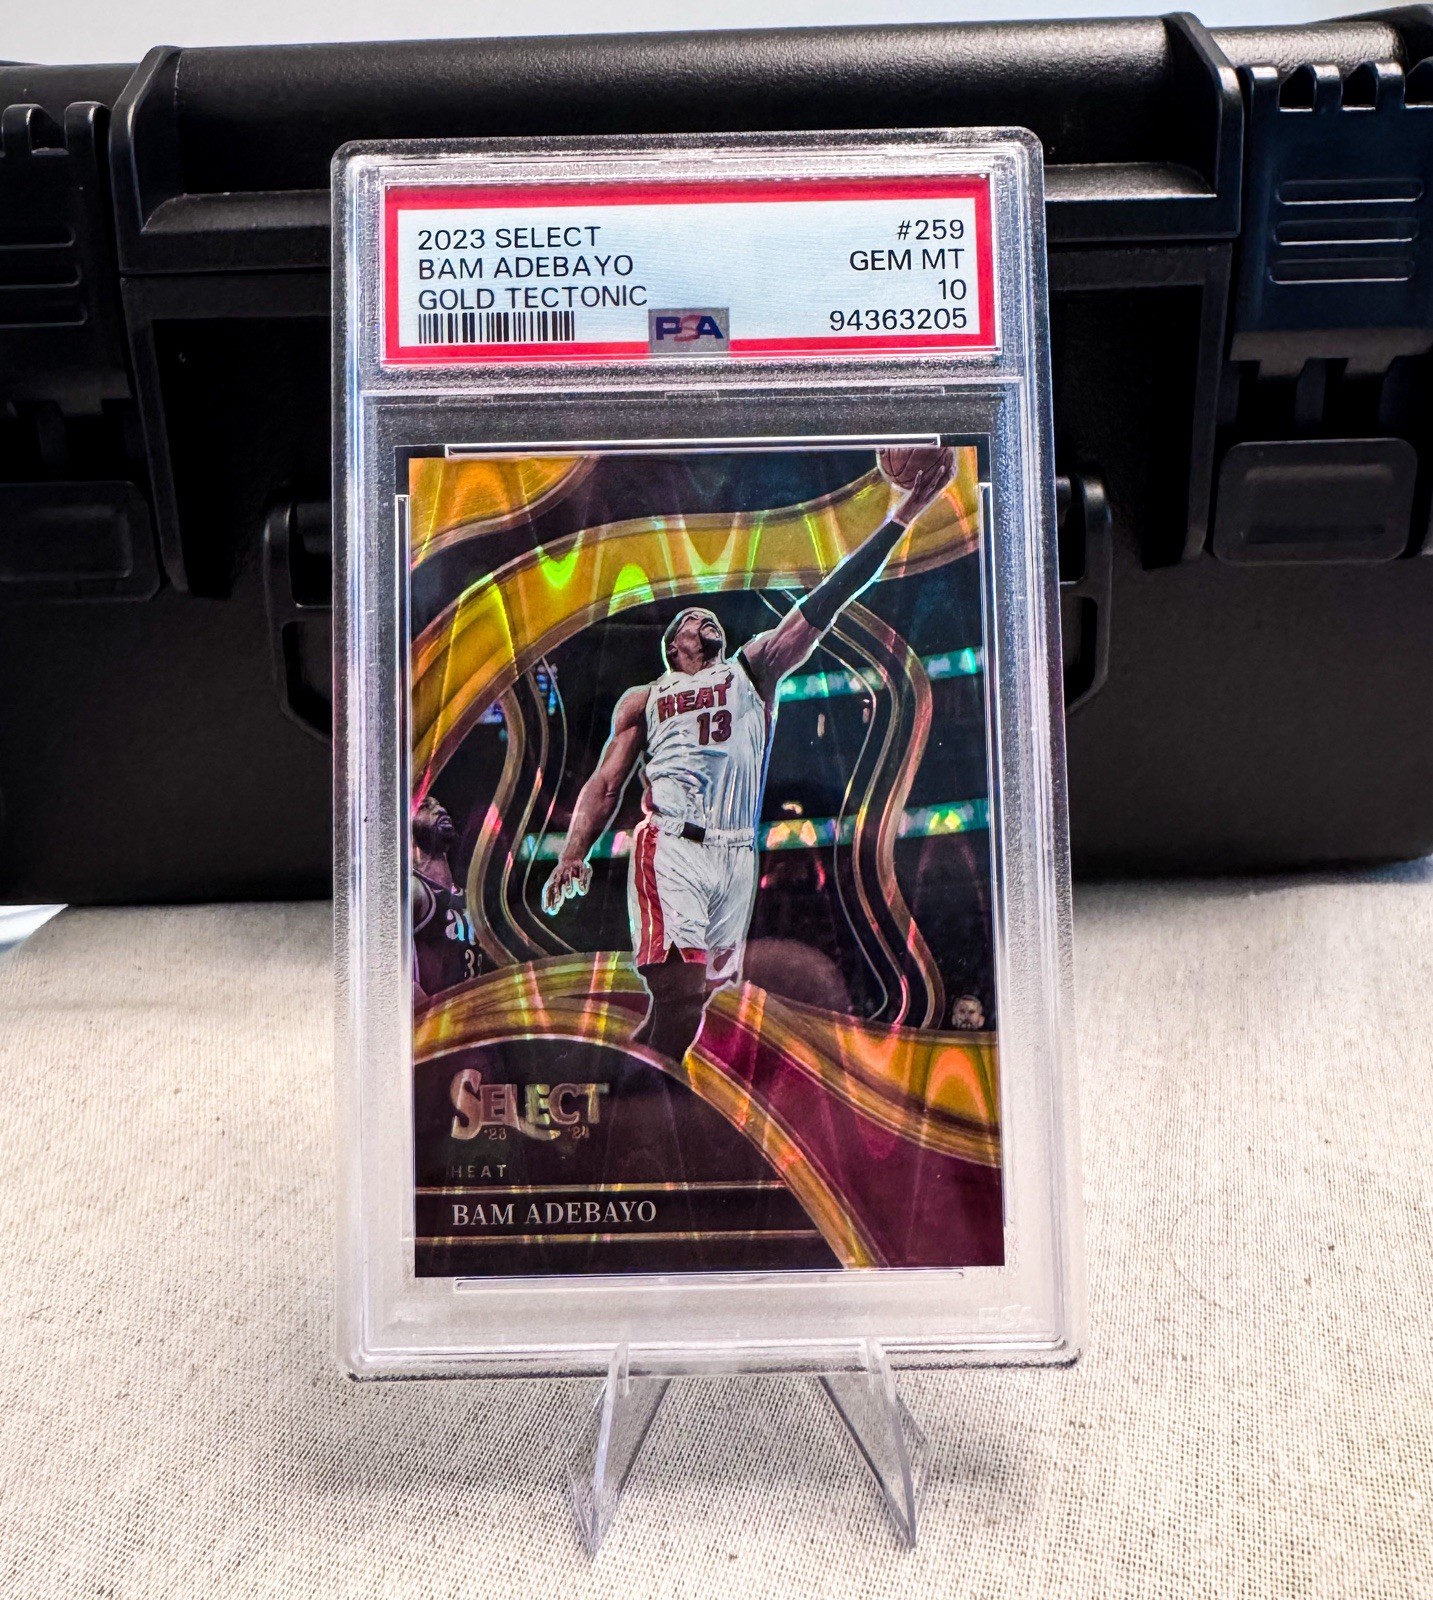 2023 SELECT #259
BAM ADEBAYO GEM MT
GOLD TECTONIC 10
PSA 94363205
HEAT
13
SELECT
'23 '24
HEAT
BAM ADEBAYO